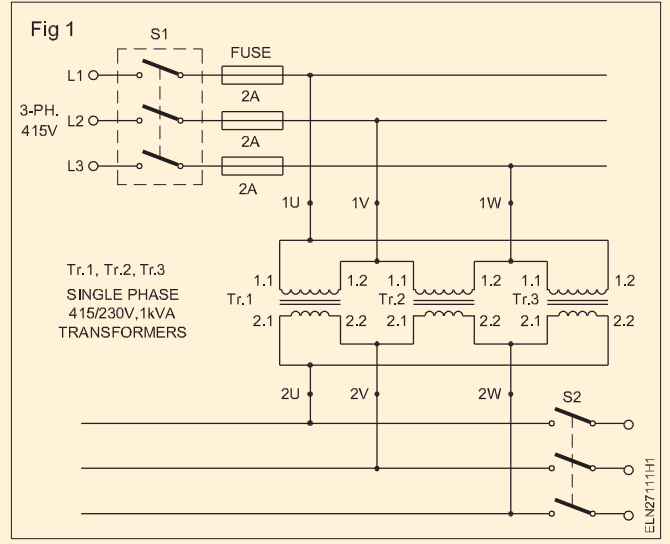 Fig 1
S1
FUSE
L1
2A
3-PH.
415V
L2
2A
L3
2A
1U
1V
1W
Tr.1, Tr.2, Tr.3
SINGLE PHASE
415/230V,1kVA
TRANSFORMERS
1.1
1.2
1.1
1.2
1.1
1.2
Tr.1
Tr.2
Tr.3
2.1
2.2
2.1
2.2
2.1
2.2
2U
2V
2W
S2
ELN27111H1